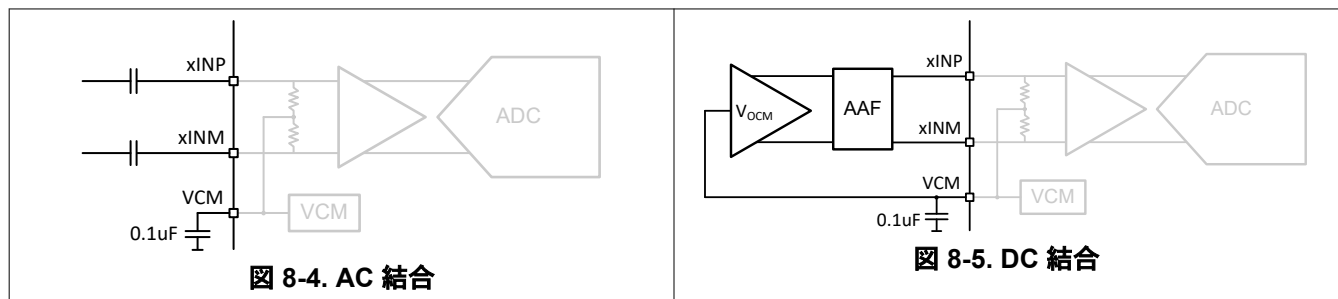 xINP
xINM
VCM
0.1uF
VCM
ADC
図 8-4. AC 結合
VOCM
AAF
xINP
xINM
VCM
0.1uF
VCM
ADC
図 8-5. DC 結合